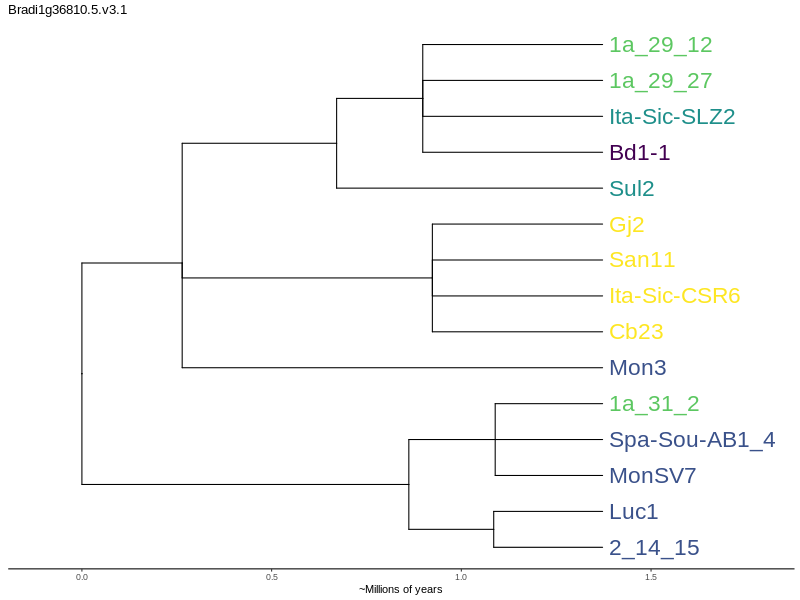 Bradi1g36810.5.v3.1
1a_29_12
1a_29_27
Ita-Sic-SLZ2
Bd1-1
Sul2
Gj2
San11
Ita-Sic-CSR6
Cb23
Mon3
1a_31_2
Spa-Sou-AB1_4
MonSV7
Luc1
2_14_15
0.0 0.5 1.0 1.5
~Millions of years